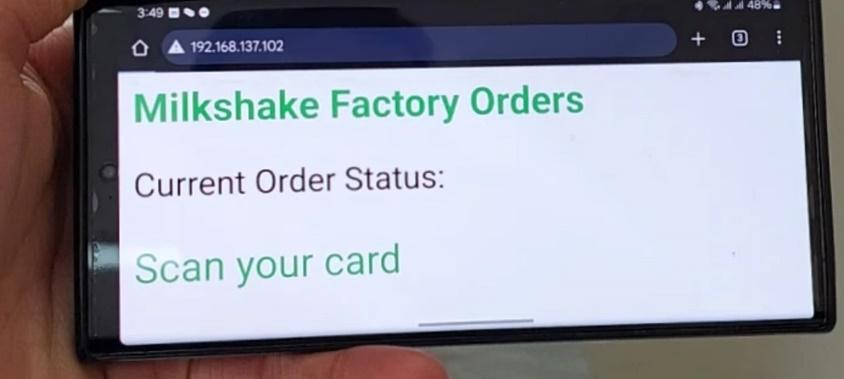 3:49 48%
192.168.137.102 3
Milkshake Factory Orders
Current Order Status:
Scan your card